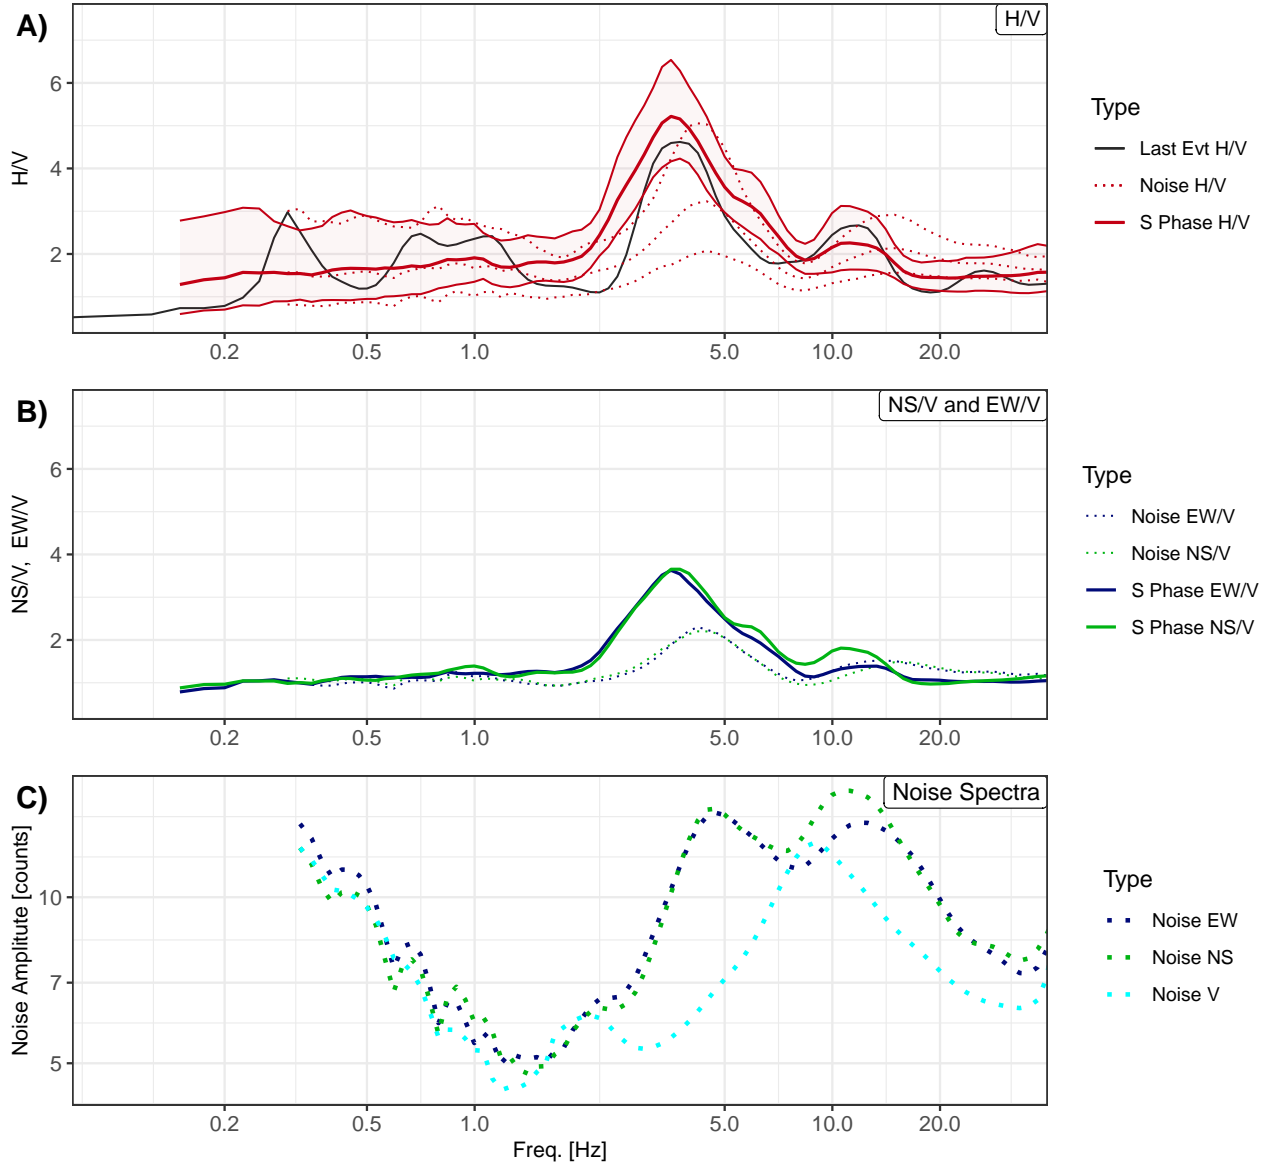 A)
H/V
H/V
6
4
2
0.2 0.5 1.0 5.0 10.0 20.0
Type
Last Evt H/V
Noise H/V
S Phase H/V
B)
NS/V and EW/V
NS/V, EW/V
6
4
2
0.2 0.5 1.0 5.0 10.0 20.0
Type
Noise EW/V
Noise NS/V
S Phase EW/V
S Phase NS/V
C)
Noise Spectra
Noise Amplitute [counts]
10
7
5
0.2 0.5 1.0 5.0 10.0 20.0
Freq. [Hz]
Type
Noise EW
Noise NS
Noise V